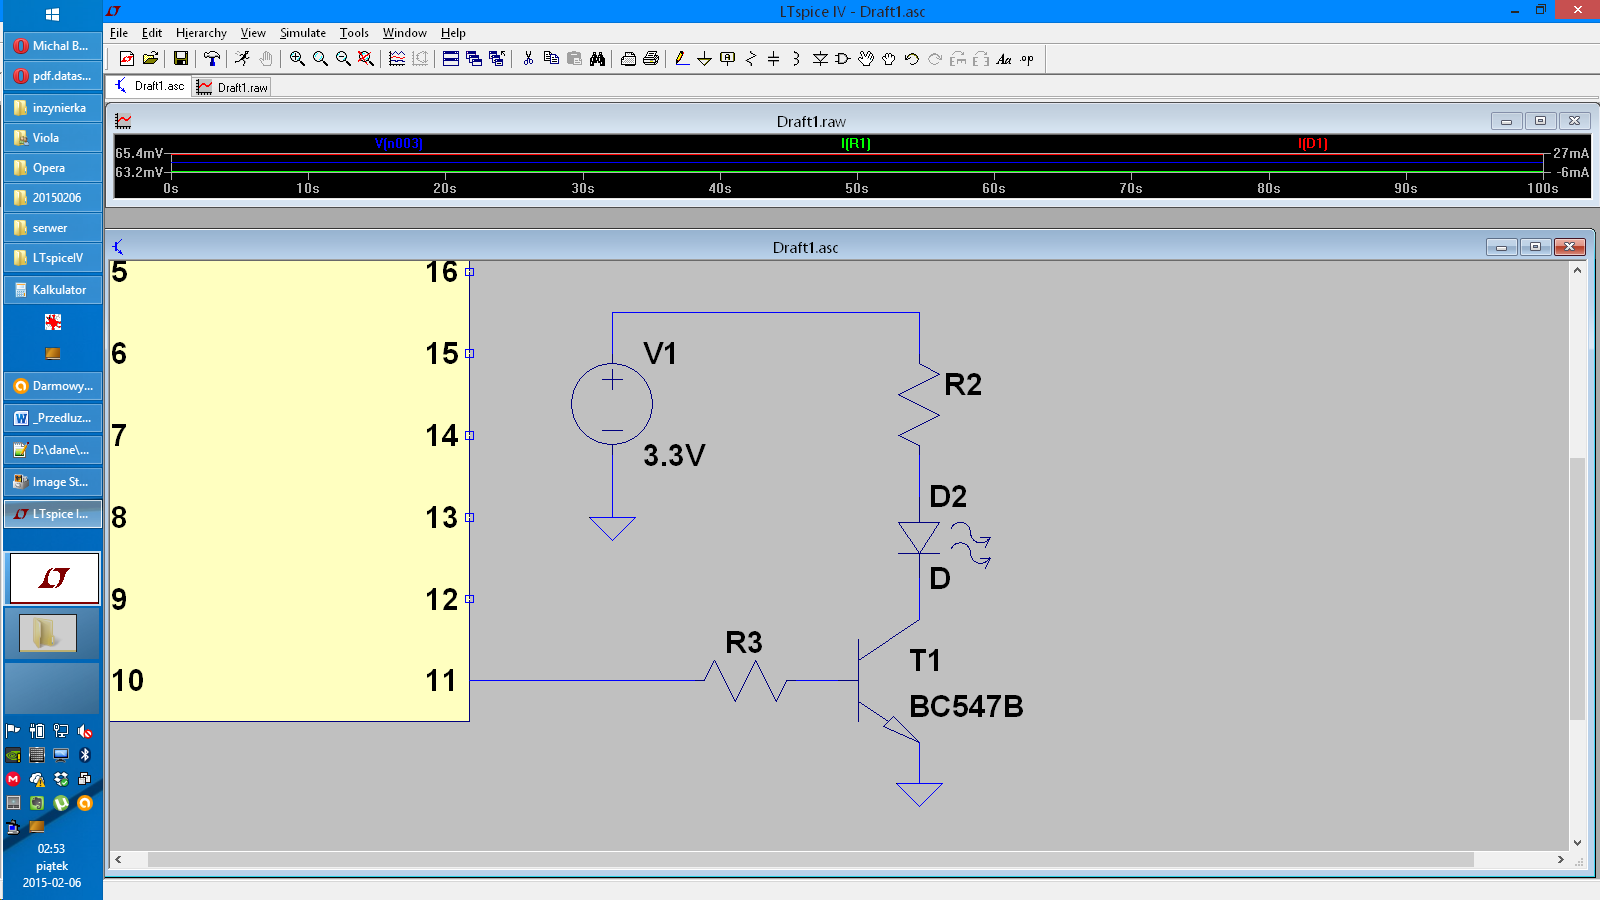 LTspice IV - Draft1.asc
File Edit Hierarchy View Simulate Tools Window Help
Aa .op
Draft1.asc Draft1.raw
Draft1.raw
V(n003) I(R1) I(D1)
65.4mV 27mA
63.2mV -6mA
0s 10s 20s 30s 40s 50s 60s 70s 80s 90s 100s
Draft1.asc
5 16
6 15
7 14
8 13
9 12
10 11
V1
3.3V
R2
D2
D
R3
T1
BC547B
Michal B...
pdf.datas...
inzynierka
Viola
Opera
20150206
serwer
LTspiceIV
Kalkulator
Darmowy...
_Przedluz...
D:\dane\...
Image St...
LTspice I...
02:53
piątek
2015-02-06